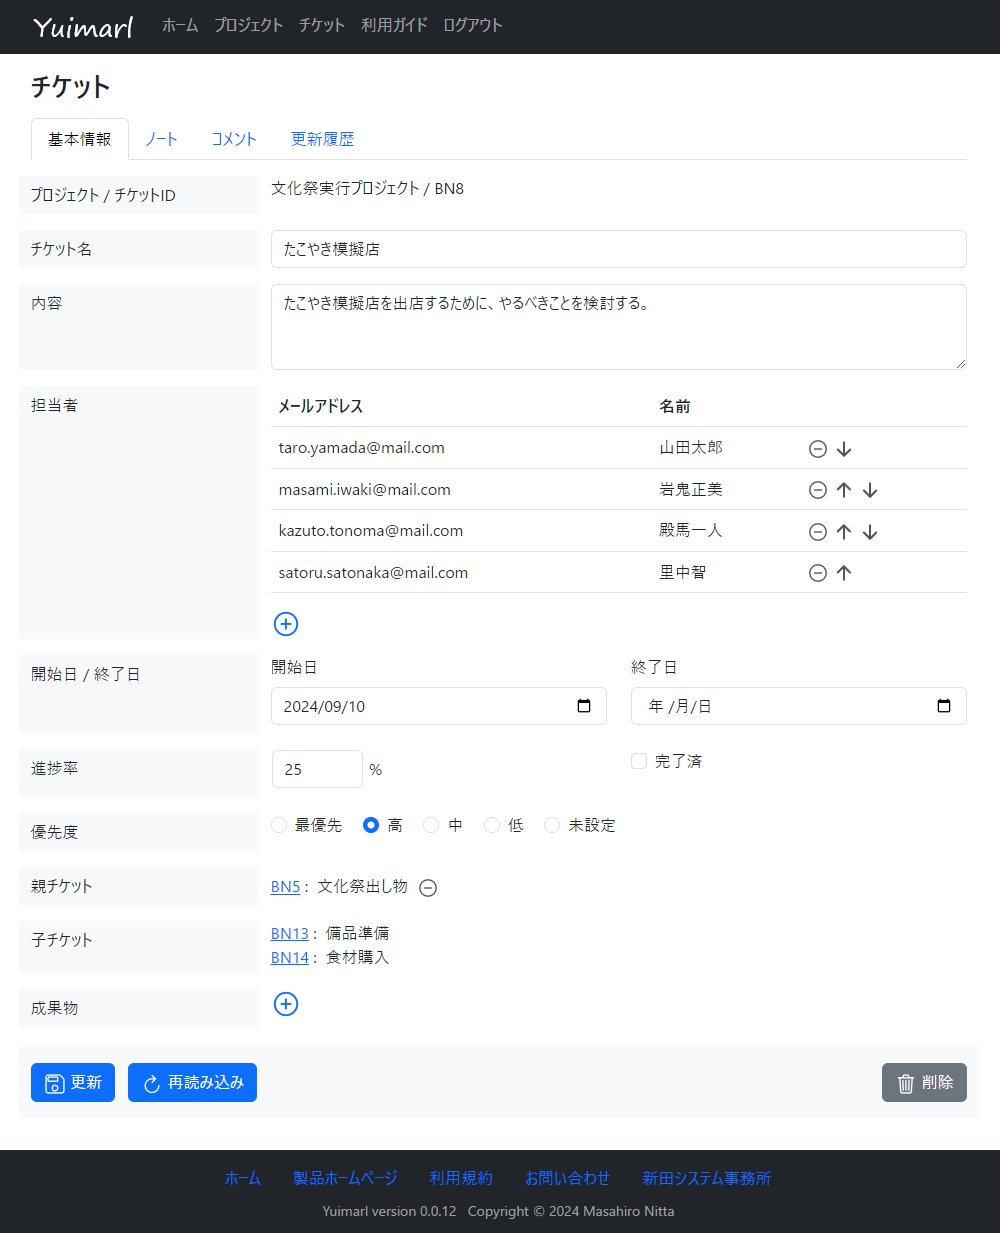 Yuimarl ホーム プロジェクト チケット 利用ガイド ログアウト
チケット
基本情報 ノート コメント 更新履歴
プロジェクト / チケットID 文化祭実行プロジェクト / BN8
チケット名 たこやき模擬店
内容 たこやき模擬店を出店するために、やるべきことを検討する。
担当者 メールアドレス 名前
taro.yamada@mail.com 山田太郎
masami.iwaki@mail.com 岩鬼正美
kazuto.tonoma@mail.com 殿馬一人
satoru.satonaka@mail.com 里中智
開始日 / 終了日 開始日 終了日
2024/09/10 年 /月/日
進捗率 25 % 完了済
優先度 最優先 高 中 低 未設定
親チケット BN5 : 文化祭出し物
子チケット BN13 : 備品準備
BN14 : 食材購入
成果物
更新 再読み込み 削除
ホーム 製品ホームページ 利用規約 お問い合わせ 新田システム事務所
Yuimarl version 0.0.12 Copyright © 2024 Masahiro Nitta